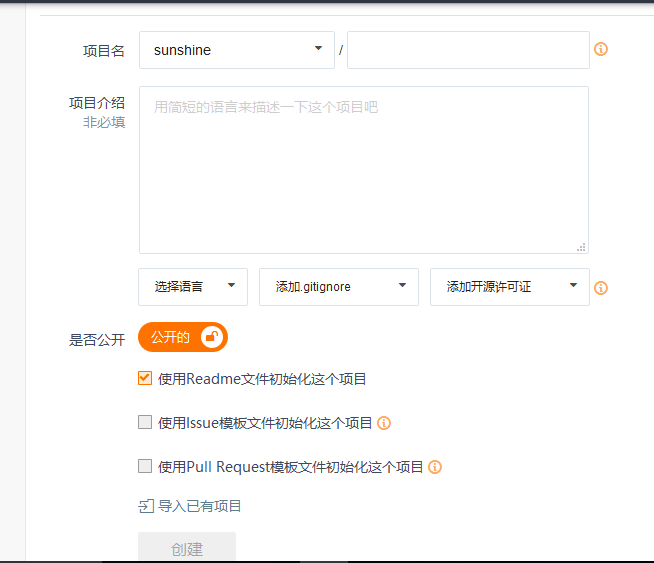 项目名 sunshine /
项目介绍 用简短的语言来描述一下这个项目吧
非必填
选择语言 添加.gitignore 添加开源许可证
是否公开 公开的
使用Readme文件初始化这个项目
使用Issue模板文件初始化这个项目
使用Pull Request模板文件初始化这个项目
导入已有项目
创建